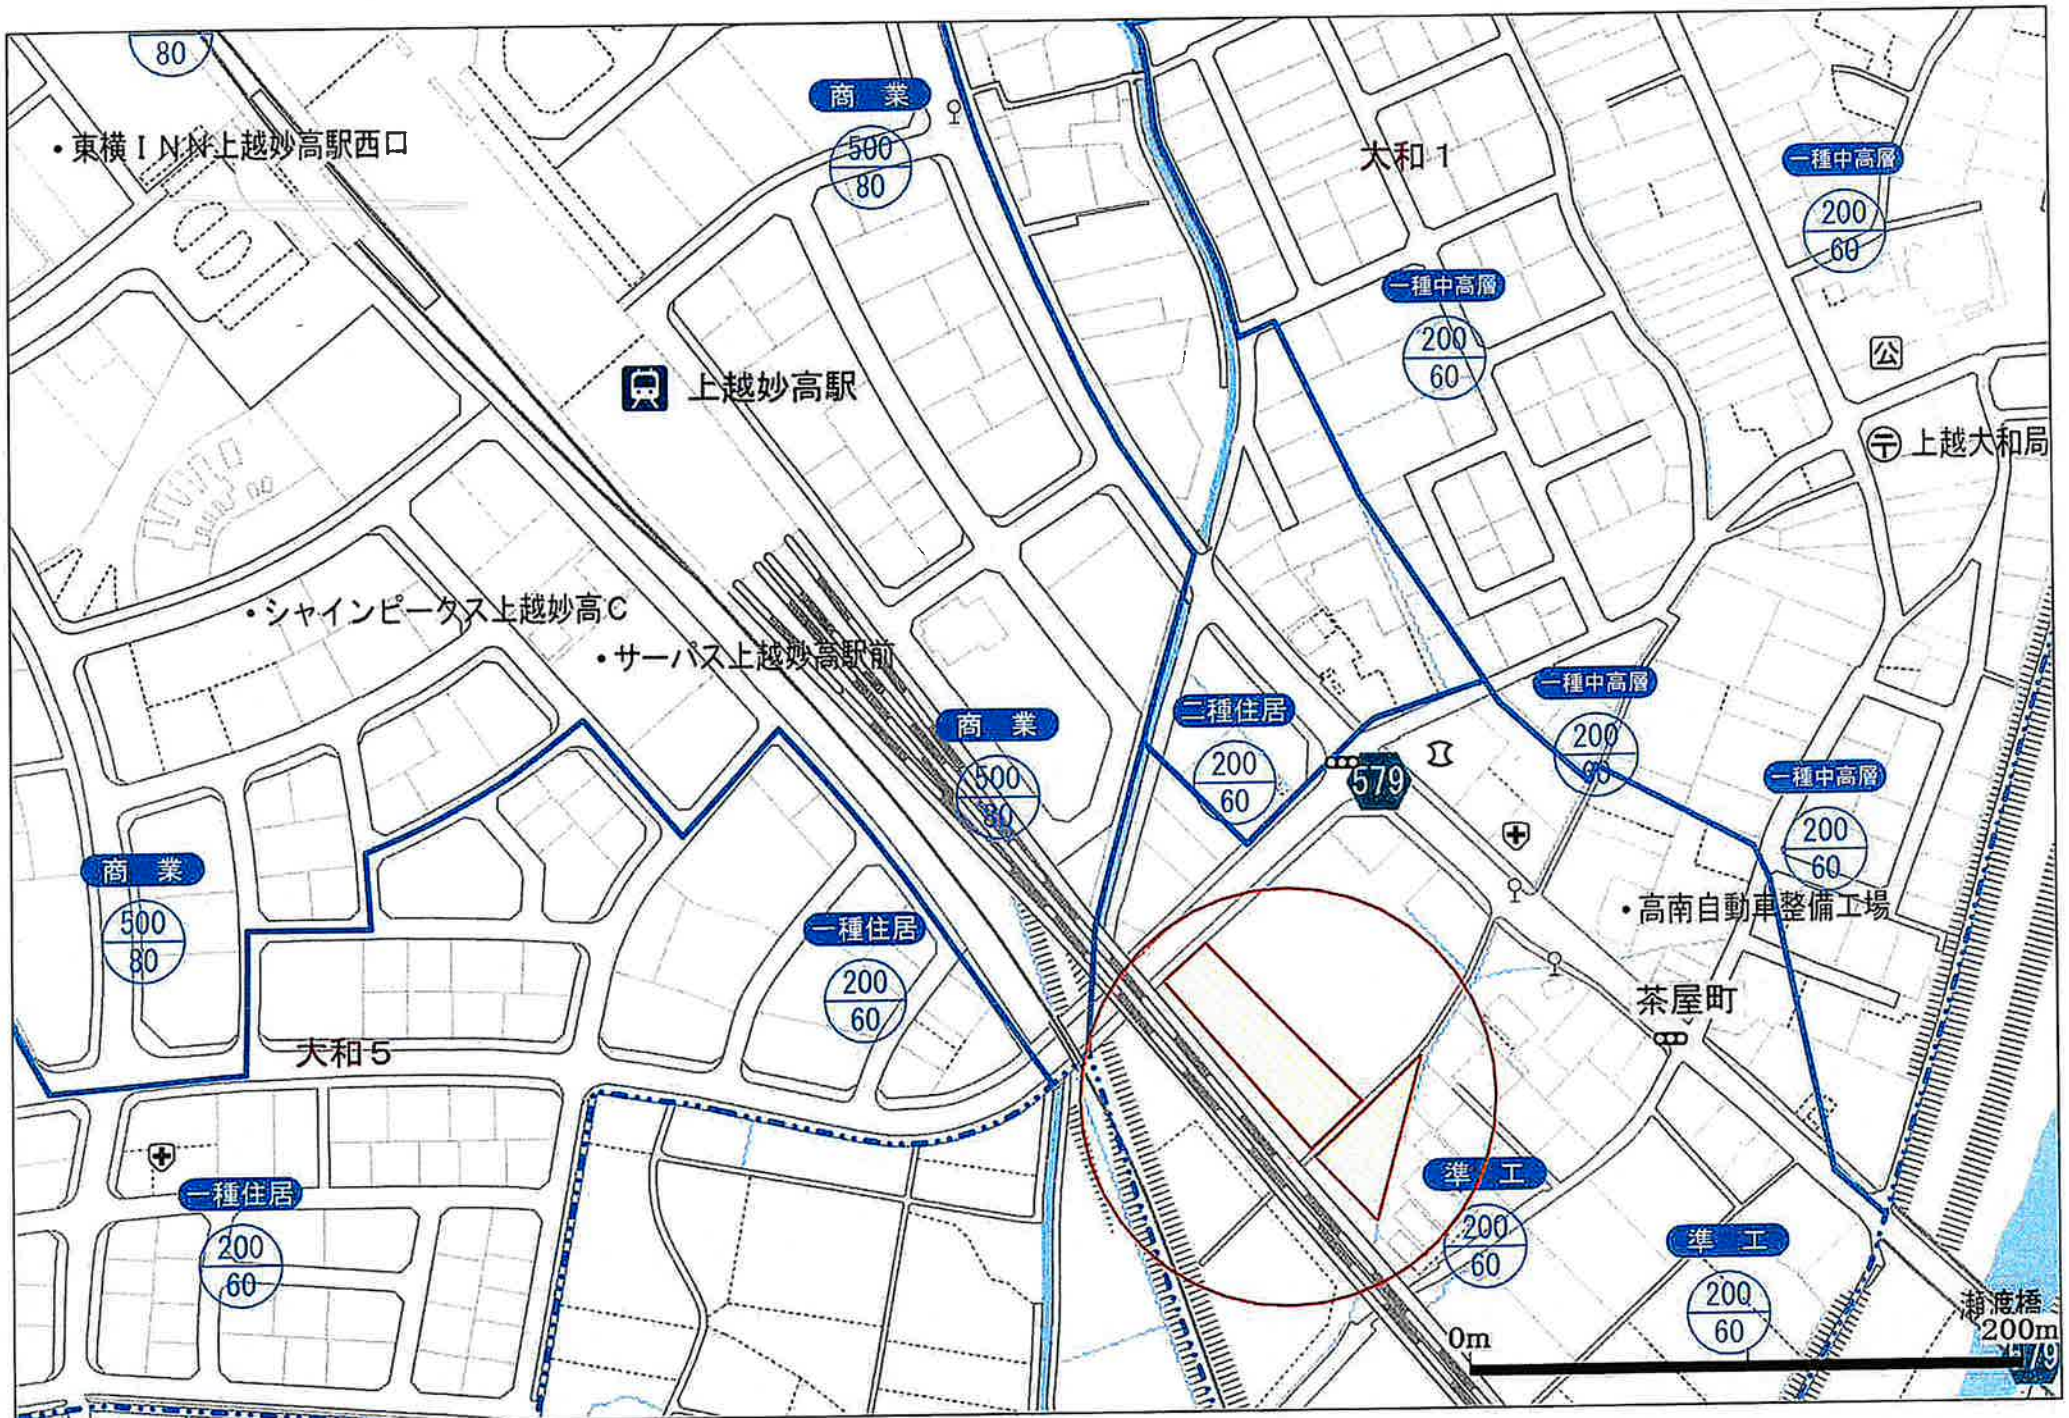 80
商業
500
80
・東横ＩＮＮ上越妙高駅西口
大和１
一種中高層
200
60
一種中高層
200
60
公
上越妙高駅
〒上越大和局
・シャインピークス上越妙高Ｃ
・サーパス上越妙高駅前
一種中高層
200
60
商業
500
80
二種住居
200
60
579
一種中高層
200
60
商業
500
80
・高南自動車整備工場
一種住居
200
60
茶屋町
大和５
一種住居
200
60
準工
200
60
準工
200
60
瀬渡橋
0m
200m
579